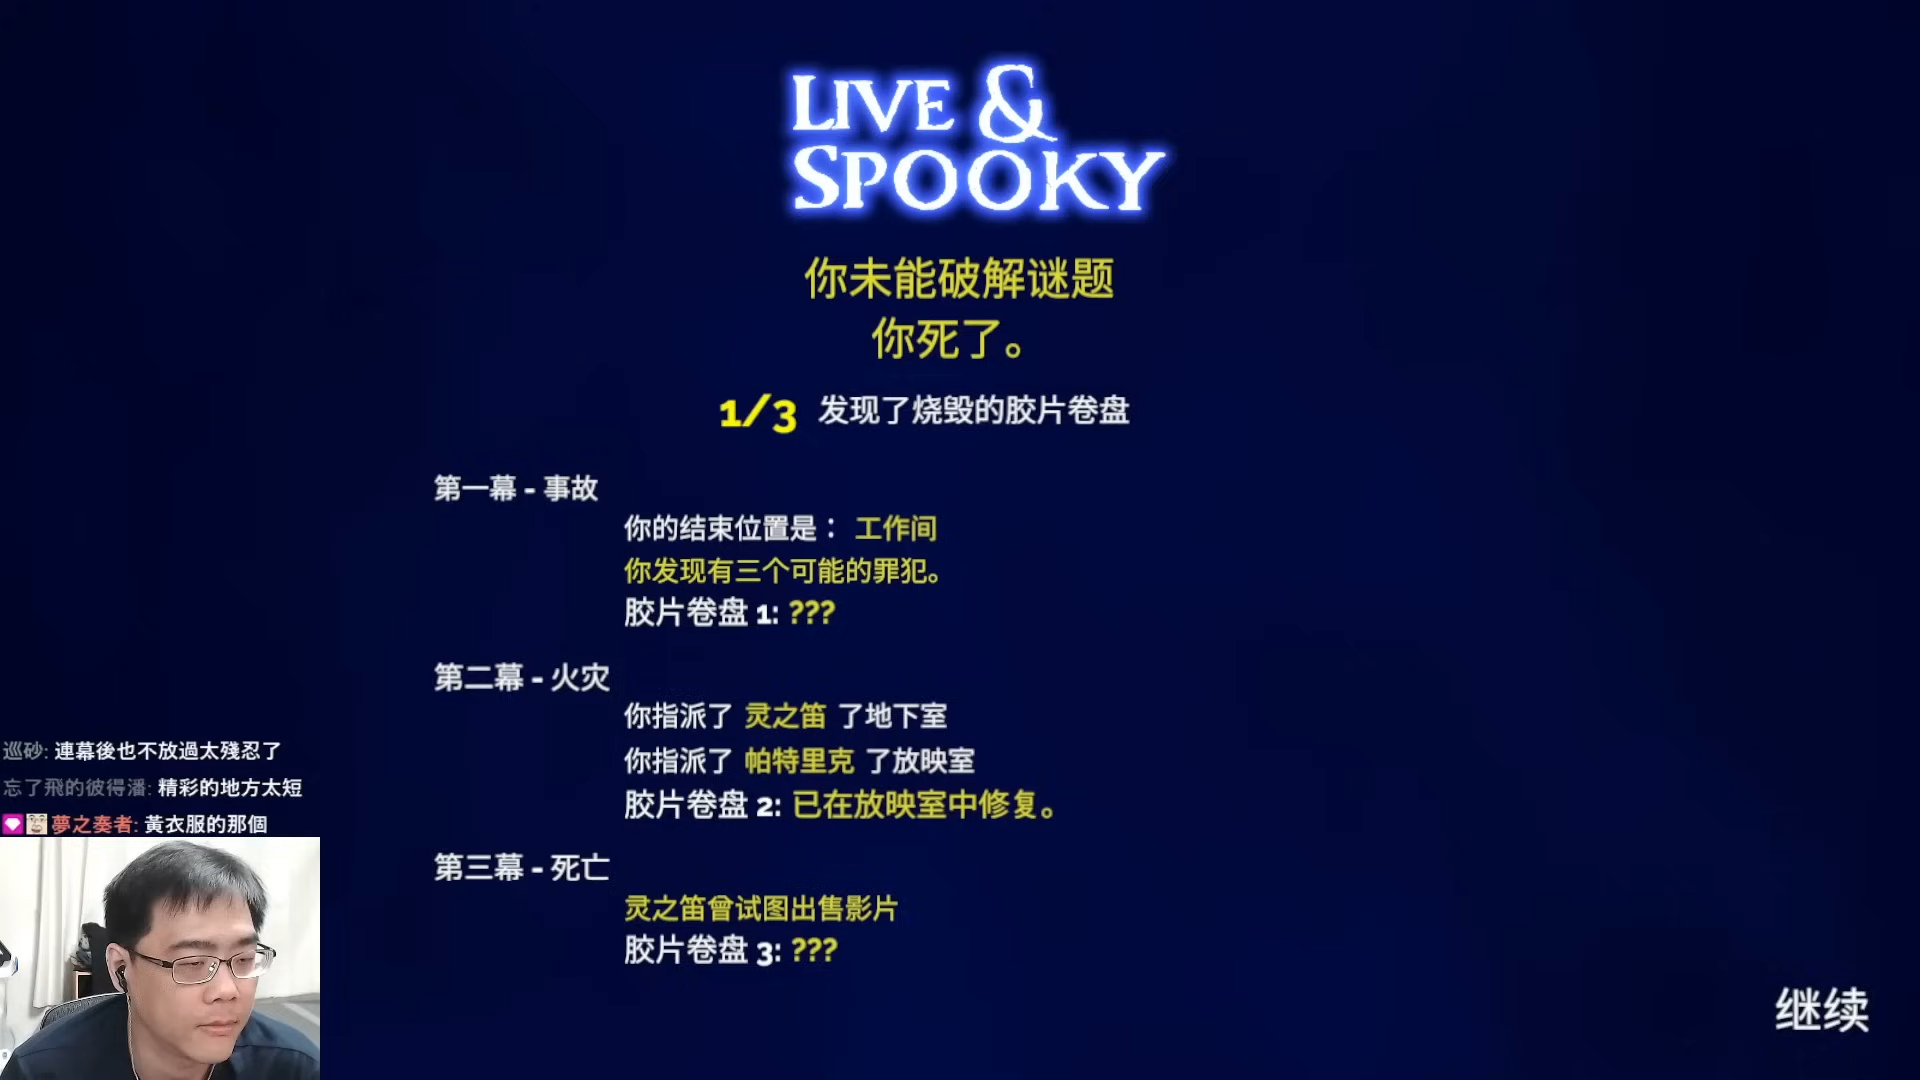 LIVE &
SPOOKY
你未能破解谜题
你死了。
1/3 发现了烧毁的胶片卷盘
第一幕 - 事故
你的结束位置是： 工作间
你发现有三个可能的罪犯。
胶片卷盘 1: ???
第二幕 - 火灾
你指派了 灵之笛 了地下室
你指派了 帕特里克 了放映室
胶片卷盘 2: 已在放映室中修复。
第三幕 - 死亡
灵之笛曾试图出售影片
胶片卷盘 3: ???
巡砂: 連幕後也不放過太殘忍了
忘了飛的彼得潘: 精彩的地方太短
夢之奏者: 黃衣服的那個
继续